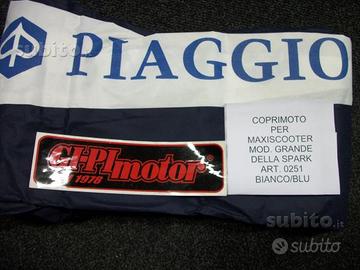 subito
PIAGGIO
COPRIMOTO
PER
MAXISCOOTER
MOD. GRANDE
DELLA SPARK
ART. 0251
BIANCO/BLU
CI-PI motor®
1978
subito.it
subito